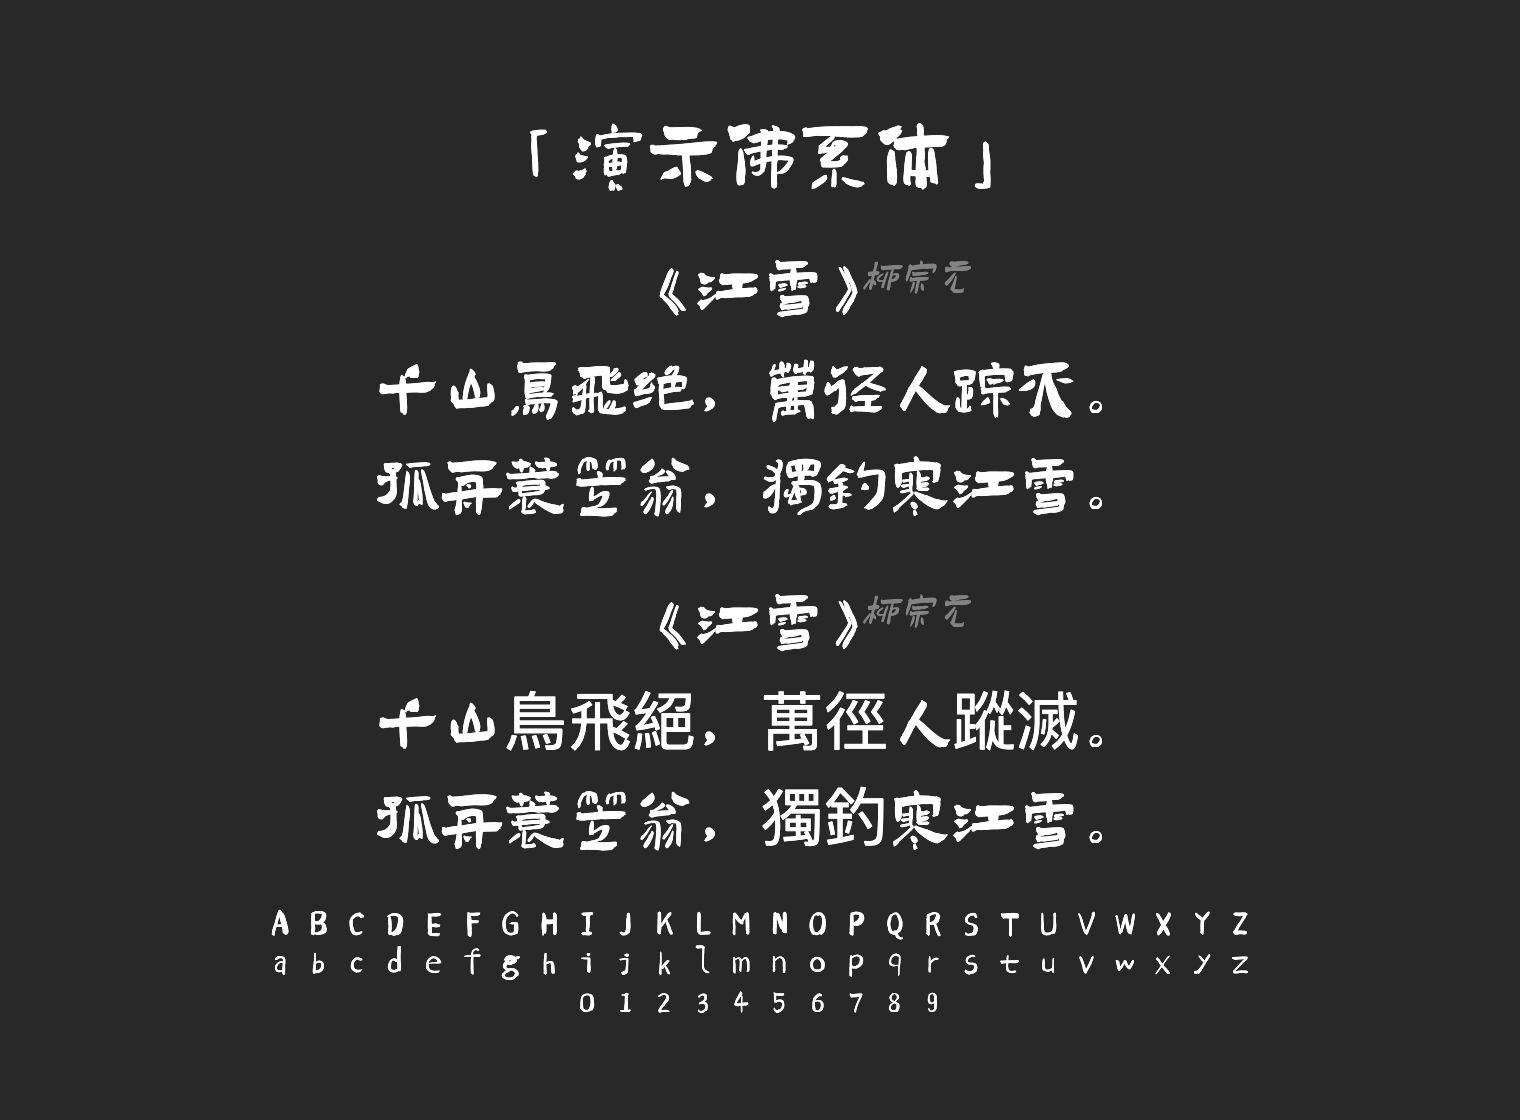 「演示佛系体」
《江雪》柳宗元
千山鳥飛绝，萬径人踪灭。
孤舟蓑笠翁，獨釣寒江雪。
《江雪》柳宗元
千山鳥飛絕，萬徑人蹤滅。
孤舟蓑笠翁，獨釣寒江雪。
A B C D E F G H I J K L M N O P Q R S T U V W X Y Z
a b c d e f g h i j k l m n o p q r s t u v w x y z
0 1 2 3 4 5 6 7 8 9